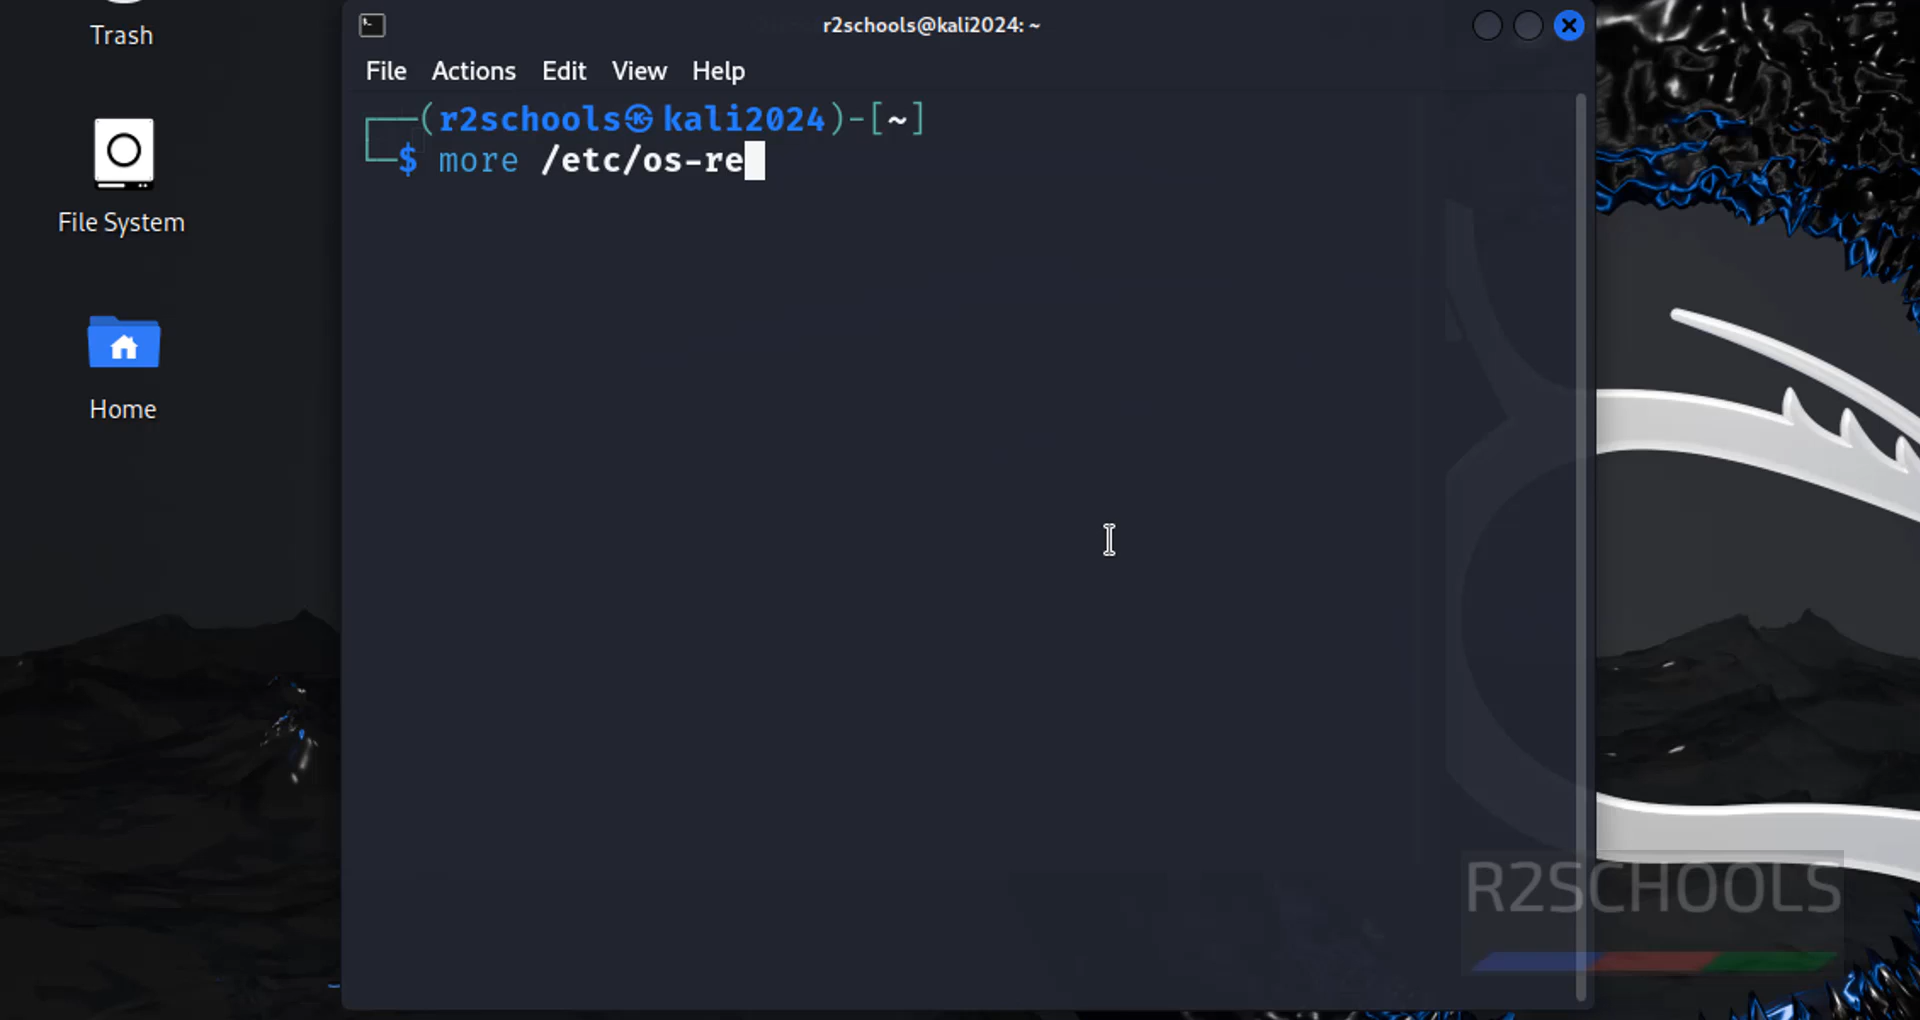 Trash
File System
Home
r2schools@kali2024: ~
File Actions Edit View Help
┌──(r2schools㉿kali2024)-[~]
└─$ more /etc/os-re
R2SCHOOLS